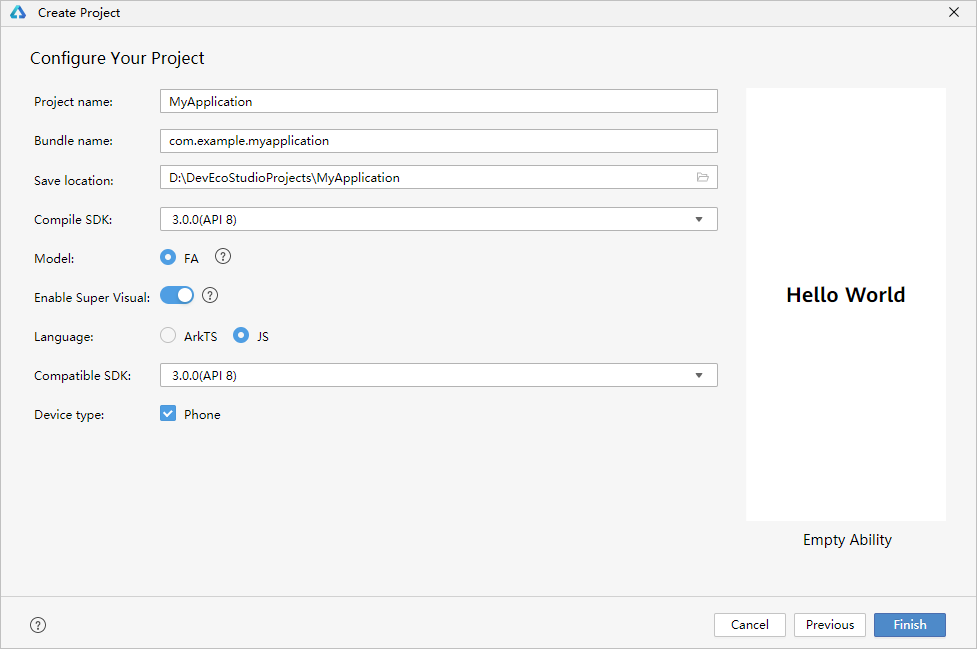 Create Project
Configure Your Project
Project name: MyApplication
Bundle name: com.example.myapplication
Save location: D:\DevEcoStudioProjects\MyApplication
Compile SDK: 3.0.0(API 8)
Model: FA ?
Enable Super Visual: ?
Language: ArkTS JS
Compatible SDK: 3.0.0(API 8)
Device type: Phone
Hello World
Empty Ability
? Cancel Previous Finish